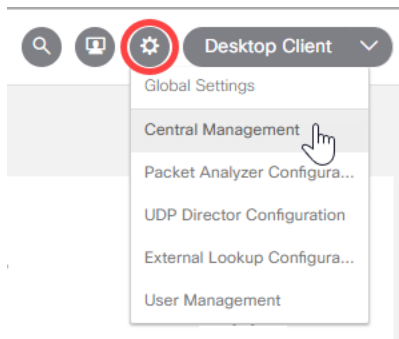 Desktop Client
Global Settings
Central Management
Packet Analyzer Configura...
UDP Director Configuration
External Lookup Configura...
User Management